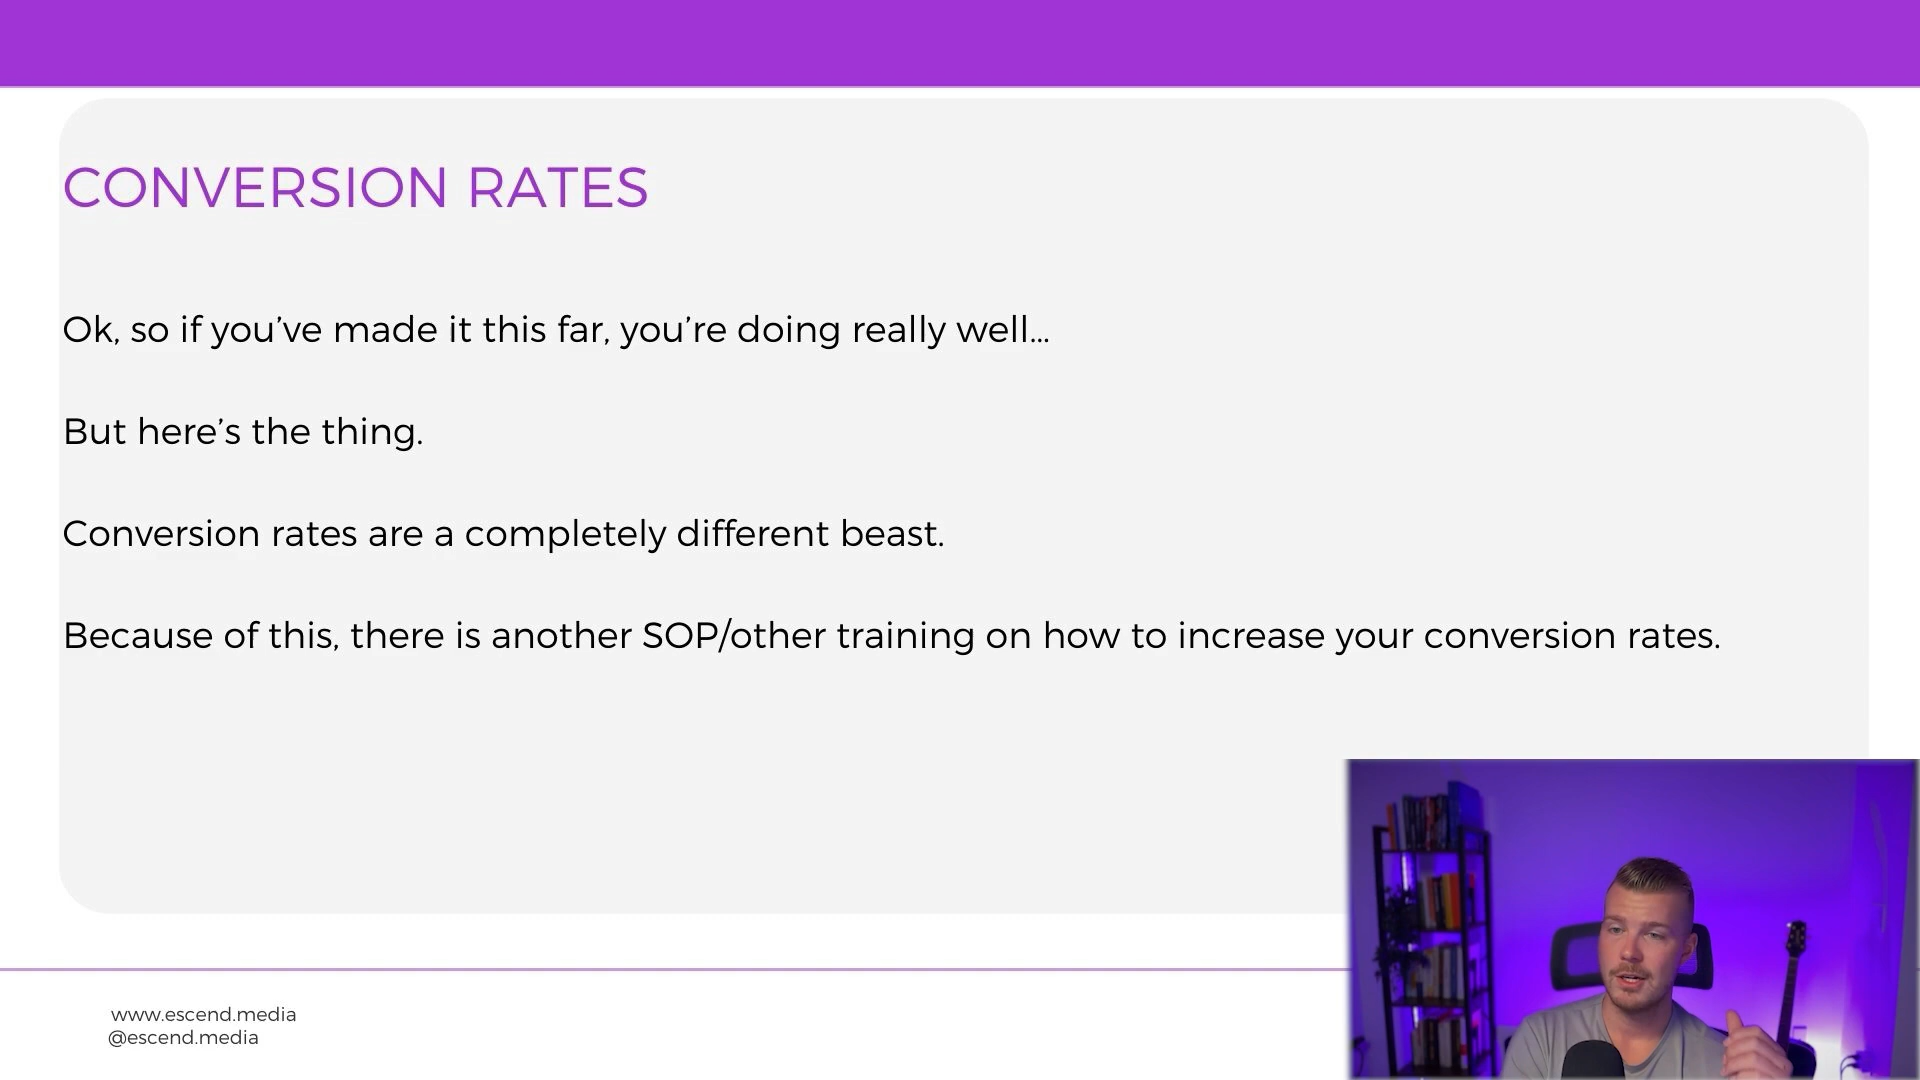 CONVERSION RATES
Ok, so if you’ve made it this far, you’re doing really well...
But here’s the thing.
Conversion rates are a completely different beast.
Because of this, there is another SOP/other training on how to increase your conversion rates.
www.escend.media
@escend.media